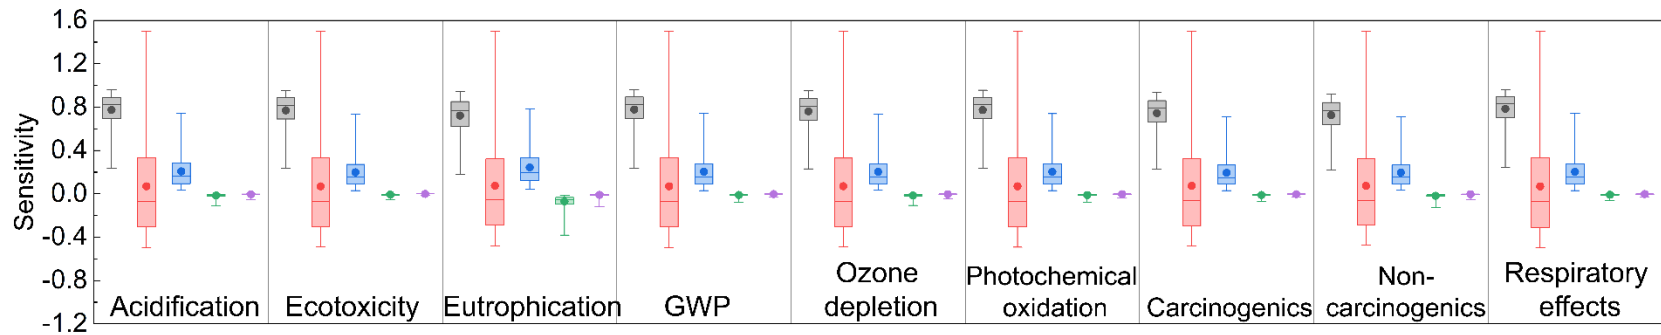 1.6
1.2
0.8
0.4
0.0
-0.4
-0.8
-1.2
Sensitivity
Acidification
Ecotoxicity
Eutrophication
GWP
Ozone
depletion
Photochemical
oxidation
Carcinogenics
Non-
carcinogenics
Respiratory
effects